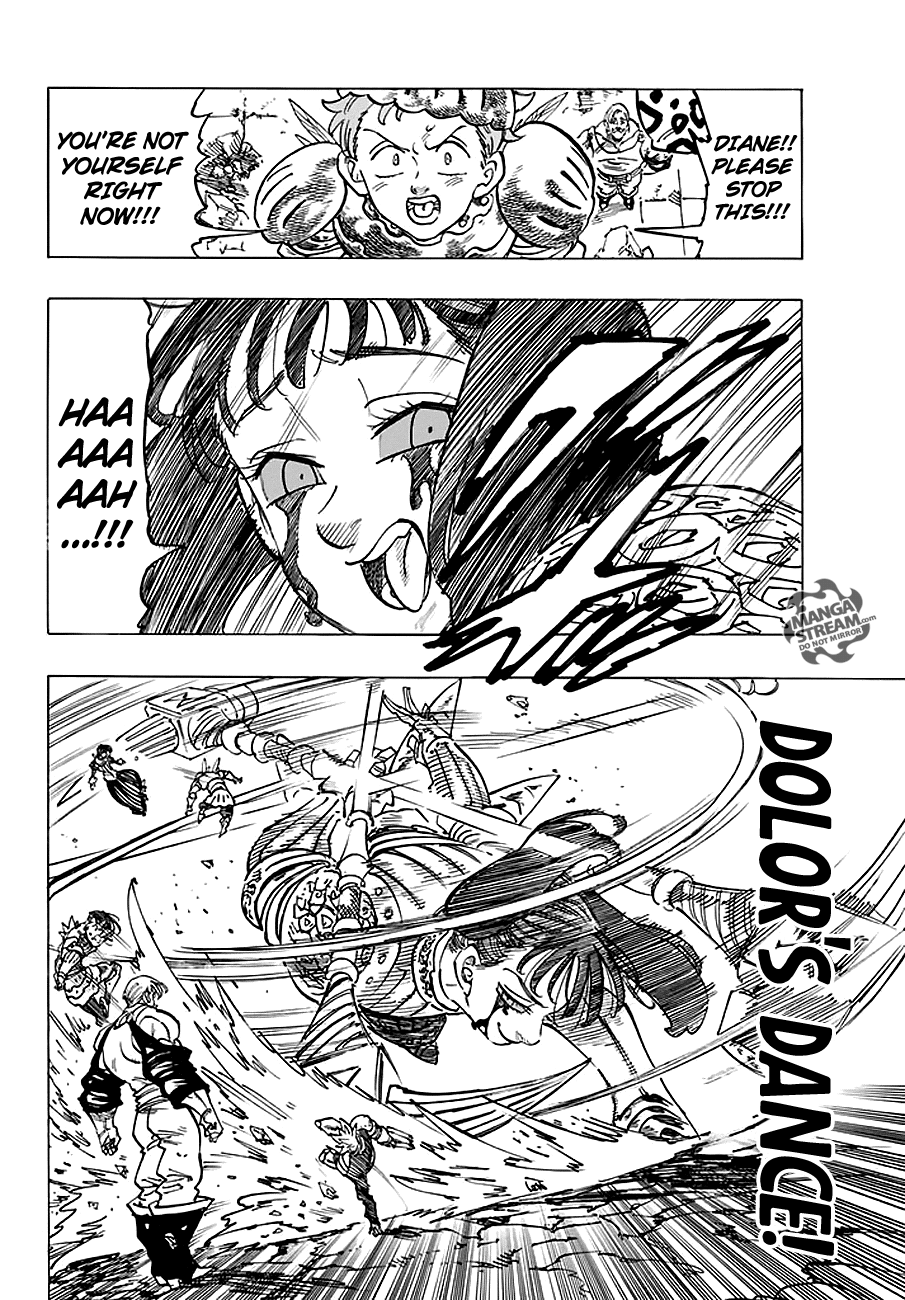 DIANE!!
PLEASE
STOP
THIS!!!
YOU'RE NOT
YOURSELF
RIGHT
NOW!!!
HAA
AAA
AAH
...!!!
MANGA
STREAM.com
DO NOT MIRROR
DOLOR'S DANCE!